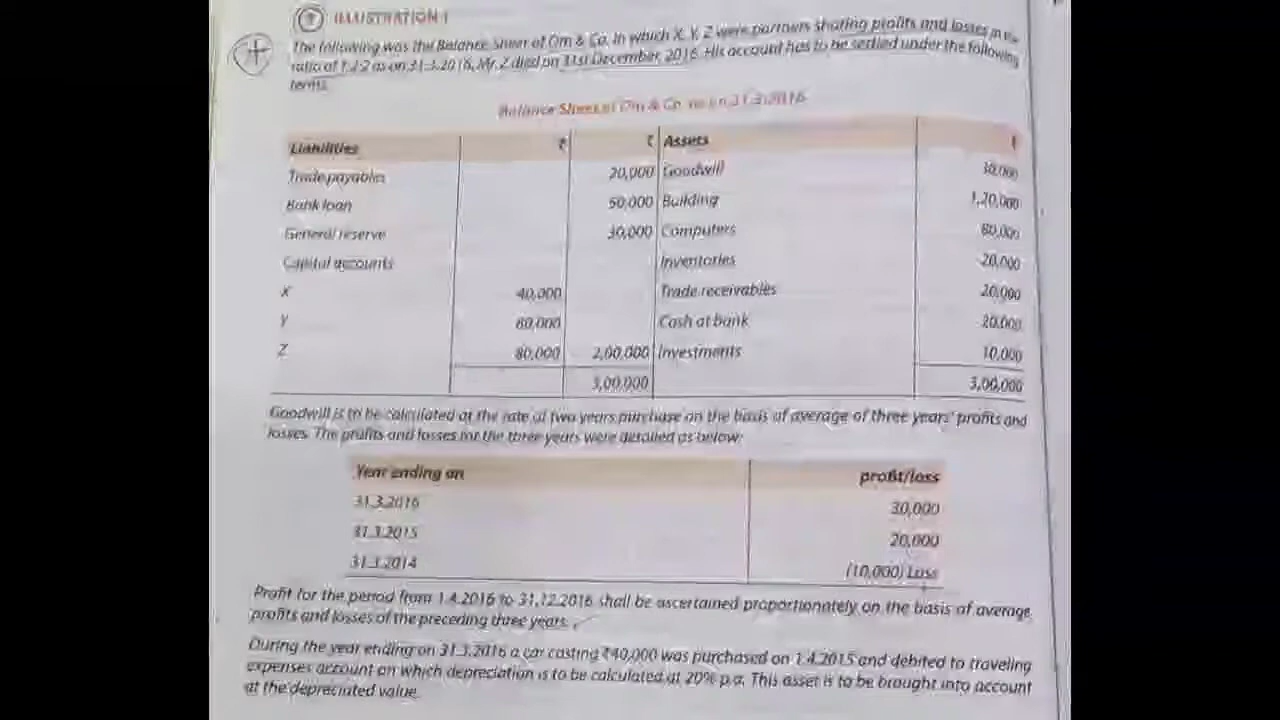 ILLUSTRATION 1
The following was the Balance Sheet of Om & Co. in which X, Y, Z were partners sharing profits and losses in the
ratio of 1:2:2 as on 31.3.2016. Mr. Z died on 31st December, 2016. His account has to be settled under the following
terms.
Balance Sheet of Om & Co. as on 31.3.2016
Liabilities ₹ ₹ Assets ₹
Trade payables 20,000 Goodwill 30,000
Bank loan 50,000 Building 1,20,000
General reserve 30,000 Computers 80,000
Capital accounts Inventories 20,000
X 40,000 Trade receivables 20,000
Y 80,000 Cash at bank 20,000
Z 80,000 2,00,000 Investments 10,000
3,00,000 3,00,000
Goodwill is to be calculated at the rate of two years purchase on the basis of average of three years' profits and
losses. The profits and losses for the three years were detailed as below:
Year ending on profit/loss
31.3.2016 30,000
31.3.2015 20,000
31.3.2014 (10,000) Loss
Profit for the period from 1.4.2016 to 31.12.2016 shall be ascertained proportionately on the basis of average
profits and losses of the preceding three years.
During the year ending on 31.3.2016 a car costing ₹40,000 was purchased on 1.4.2015 and debited to traveling
expenses account on which depreciation is to be calculated at 20% p.a. This asset is to be brought into account
at the depreciated value.